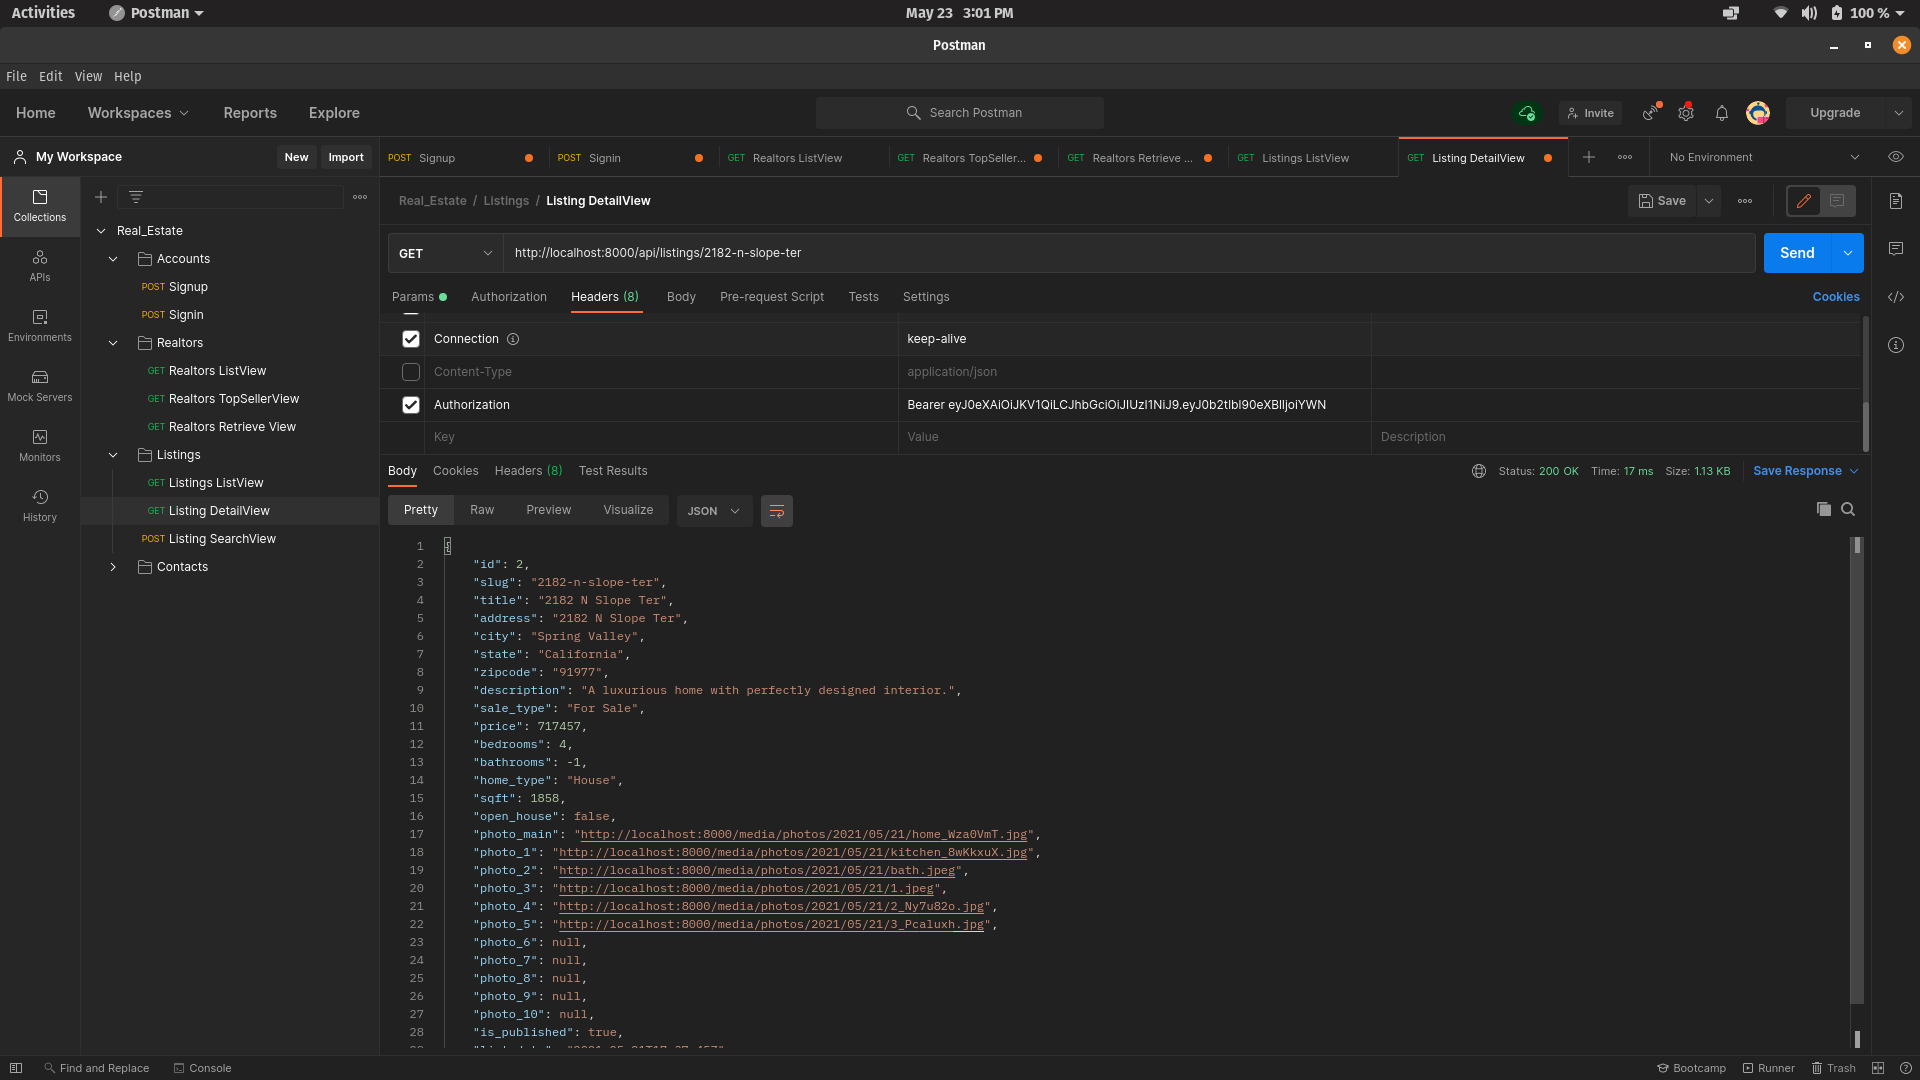 Activities Postman May 23 3:01 PM 100 %
Postman
File Edit View Help
Home Workspaces Reports Explore Search Postman Invite Upgrade
My Workspace New Import
POST Signup POST Signin GET Realtors ListView GET Realtors TopSeller... GET Realtors Retrieve ... GET Listings ListView GET Listing DetailView No Environment
Collections
APIs
Environments
Mock Servers
Monitors
History
Real_Estate
Accounts
POST Signup
POST Signin
Realtors
GET Realtors ListView
GET Realtors TopSellerView
GET Realtors Retrieve View
Listings
GET Listings ListView
GET Listing DetailView
POST Listing SearchView
Contacts
Real_Estate / Listings / Listing DetailView Save
GET http://localhost:8000/api/listings/2182-n-slope-ter Send
Params Authorization Headers (8) Body Pre-request Script Tests Settings Cookies
Connection keep-alive
Content-Type application/json
Authorization Bearer eyJ0eXAiOiJKV1QiLCJhbGciOiJIUzI1NiJ9.eyJ0b2tlbl90eXBlIjoiYWN
Key Value Description
Body Cookies Headers (8) Test Results Status: 200 OK Time: 17 ms Size: 1.13 KB Save Response
Pretty Raw Preview Visualize JSON
1 {
2 "id": 2,
3 "slug": "2182-n-slope-ter",
4 "title": "2182 N Slope Ter",
5 "address": "2182 N Slope Ter",
6 "city": "Spring Valley",
7 "state": "California",
8 "zipcode": "91977",
9 "description": "A luxurious home with perfectly designed interior.",
10 "sale_type": "For Sale",
11 "price": 717457,
12 "bedrooms": 4,
13 "bathrooms": -1,
14 "home_type": "House",
15 "sqft": 1858,
16 "open_house": false,
17 "photo_main": "http://localhost:8000/media/photos/2021/05/21/home_Wza0VmT.jpg",
18 "photo_1": "http://localhost:8000/media/photos/2021/05/21/kitchen_8wKkxuX.jpg",
19 "photo_2": "http://localhost:8000/media/photos/2021/05/21/bath.jpeg",
20 "photo_3": "http://localhost:8000/media/photos/2021/05/21/1.jpeg",
21 "photo_4": "http://localhost:8000/media/photos/2021/05/21/2_Ny7u82o.jpg",
22 "photo_5": "http://localhost:8000/media/photos/2021/05/21/3_Pcaluxh.jpg",
23 "photo_6": null,
24 "photo_7": null,
25 "photo_8": null,
26 "photo_9": null,
27 "photo_10": null,
28 "is_published": true,
Find and Replace Console Bootcamp Runner Trash